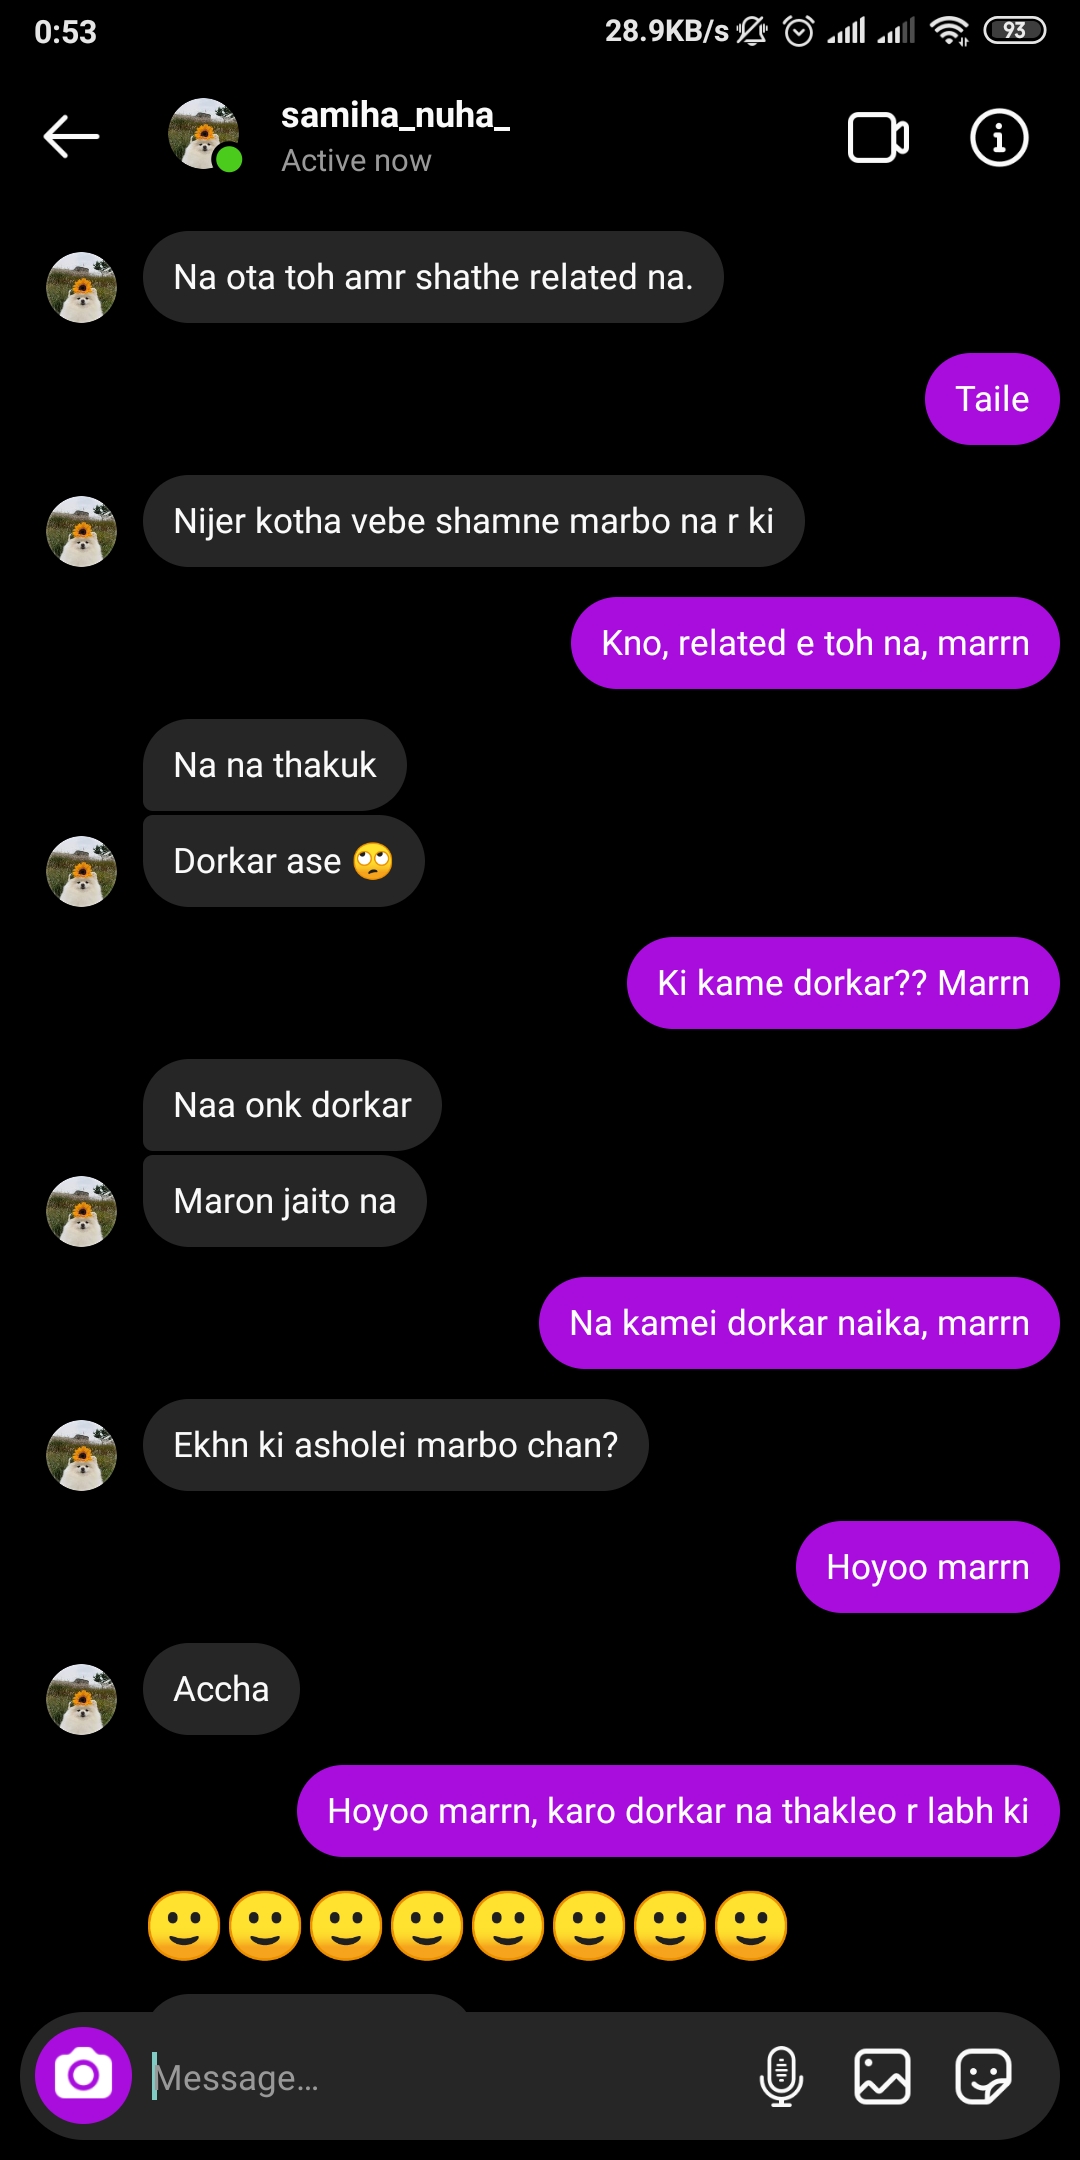 0:53
28.9KB/s
93
samiha_nuha_
Active now
Na ota toh amr shathe related na.
Taile
Nijer kotha vebe shamne marbo na r ki
Kno, related e toh na, marrn
Na na thakuk
Dorkar ase 🙄
Ki kame dorkar?? Marrn
Naa onk dorkar
Maron jaito na
Na kamei dorkar naika, marrn
Ekhn ki asholei marbo chan?
Hoyoo marrn
Accha
Hoyoo marrn, karo dorkar na thakleo r labh ki
🙂🙂🙂🙂🙂🙂🙂🙂
Message...